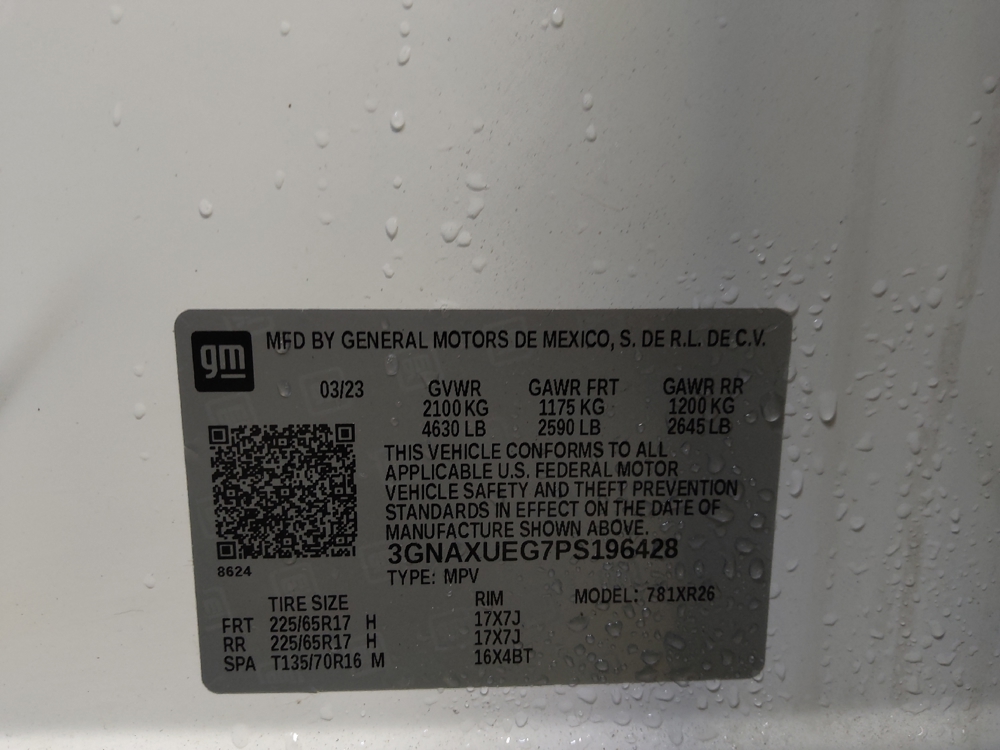 gm
MFD BY GENERAL MOTORS DE MEXICO, S. DE R.L. DE C.V.
03/23 GVWR GAWR FRT GAWR RR
2100 KG 1175 KG 1200 KG
4630 LB 2590 LB 2645 LB
THIS VEHICLE CONFORMS TO ALL
APPLICABLE U.S. FEDERAL MOTOR
VEHICLE SAFETY AND THEFT PREVENTION
STANDARDS IN EFFECT ON THE DATE OF
MANUFACTURE SHOWN ABOVE.
3GNAXUEG7PS196428
8624
TYPE: MPV
TIRE SIZE RIM MODEL: 781XR26
FRT 225/65R17 H 17X7J
RR 225/65R17 H 17X7J
SPA T135/70R16 M 16X4BT